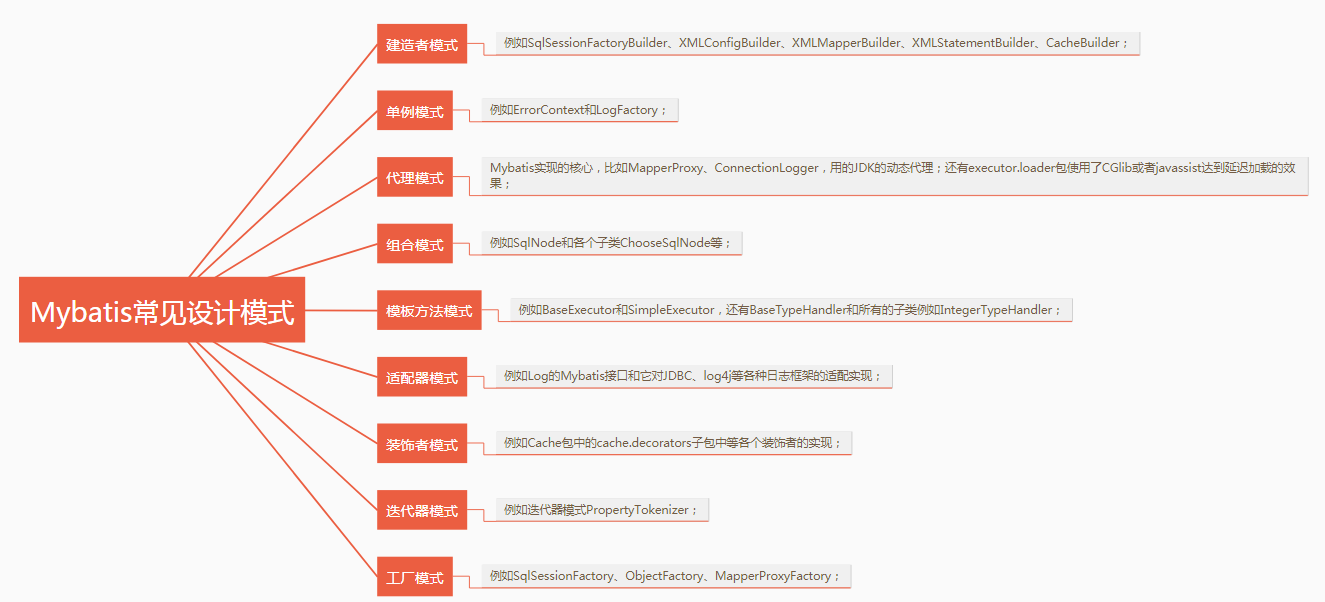 Mybatis常见设计模式
建造者模式
例如SqlSessionFactoryBuilder、XMLConfigBuilder、XMLMapperBuilder、XMLStatementBuilder、CacheBuilder；
单例模式
例如ErrorContext和LogFactory；
代理模式
Mybatis实现的核心，比如MapperProxy、ConnectionLogger，用的JDK的动态代理；还有executor.loader包使用了CGlib或者javassist达到延迟加载的效
果；
组合模式
例如SqlNode和各个子类ChooseSqlNode等；
模板方法模式
例如BaseExecutor和SimpleExecutor，还有BaseTypeHandler和所有的子类例如IntegerTypeHandler；
适配器模式
例如Log的Mybatis接口和它对JDBC、log4j等各种日志框架的适配实现；
装饰者模式
例如Cache包中的cache.decorators子包中等各个装饰者的实现；
迭代器模式
例如迭代器模式PropertyTokenizer；
工厂模式
例如SqlSessionFactory、ObjectFactory、MapperProxyFactory；